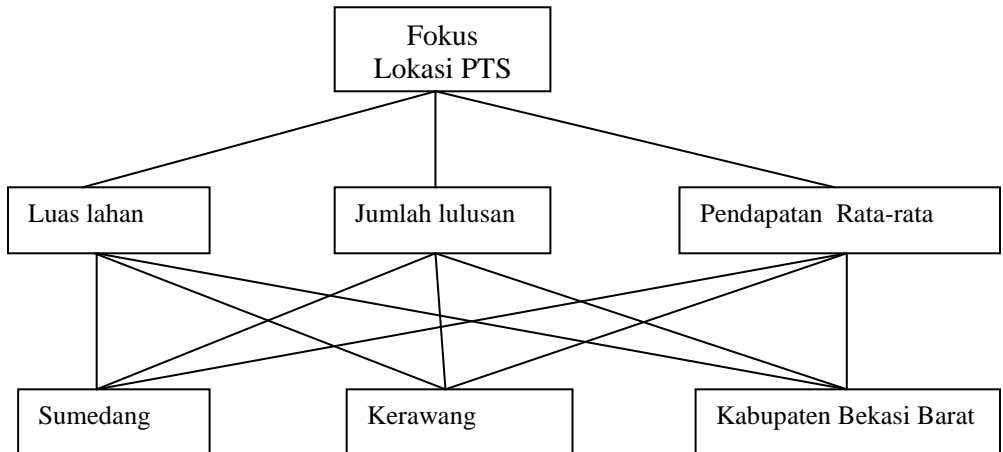 Fokus
Lokasi PTS
Luas lahan
Jumlah lulusan
Pendapatan Rata-rata
Sumedang
Kerawang
Kabupaten Bekasi Barat